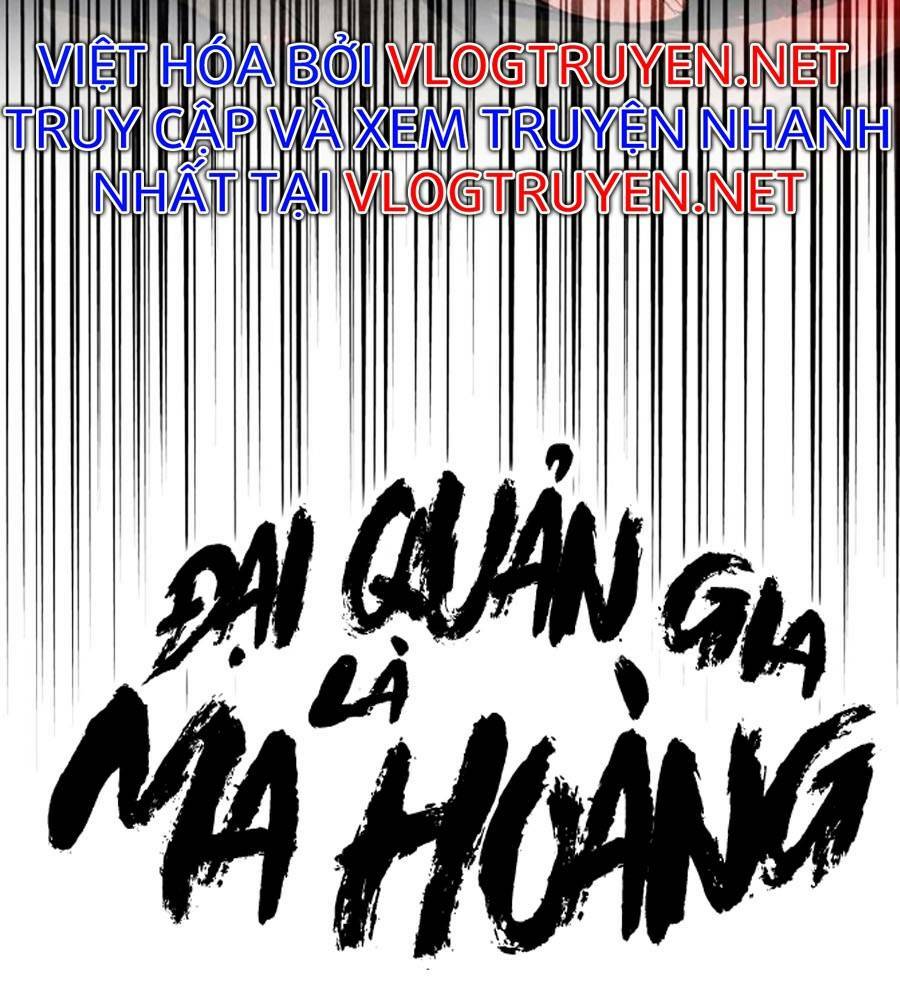 VIỆT HÓA BỞI VLOGTRUYEN.NET
TRUY CẬP VÀ XEM TRUYỆN NHANH
NHẤT TẠI VLOGTRUYEN.NET
ĐẠI QUẢN GIA
LÀ
MA HOÀNG